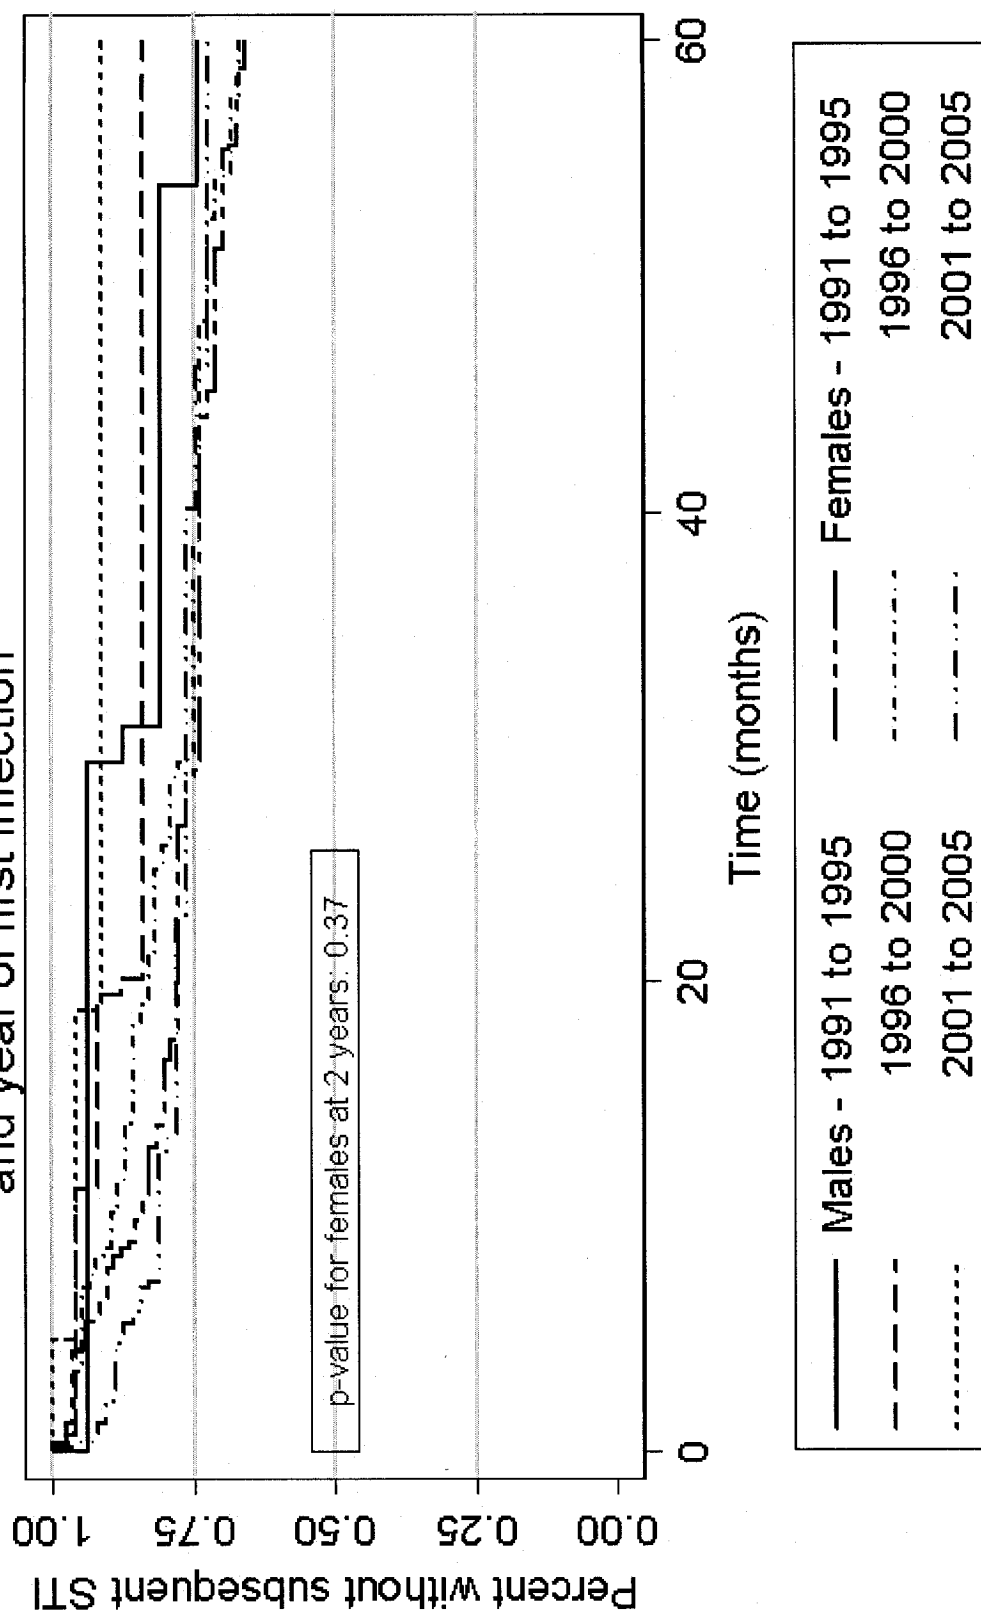 and year of first infection
Percent without subsequent STI
1.00
0.75
0.50
0.25
0.00
p-value for females at 2 years: 0.37
0
20
40
60
Time (months)
Males - 1991 to 1995
1996 to 2000
2001 to 2005
Females - 1991 to 1995
1996 to 2000
2001 to 2005